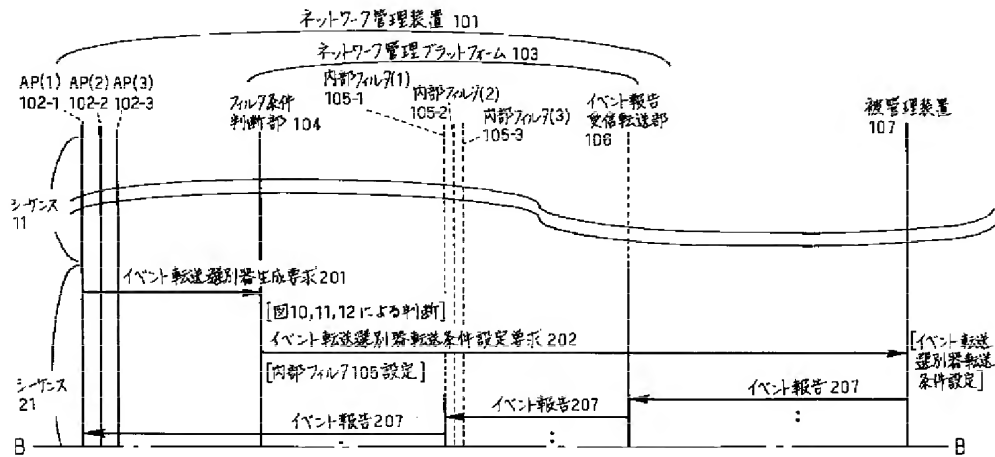 ネットワーク管理装置 101
ネットワーク管理プラットフォーム 103
AP(1) AP(2) AP(3)
102-1 102-2 102-3
フィルタ条件
判断部 104
内部フィルタ(1)
105-1
内部フィルタ(2)
105-2
内部フィルタ(3)
105-3
イベント報告
受信転送部
106
被管理装置
107
シーケンス
11
イベント転送選別器生成要求201
[図10,11,12による判断]
イベント転送選別器転送条件設定要求 202
[内部フィルタ105設定]
[イベント転送
選別器転送
条件設定]
シーケンス
21
イベント報告207
イベント報告207
イベント報告207
B
B